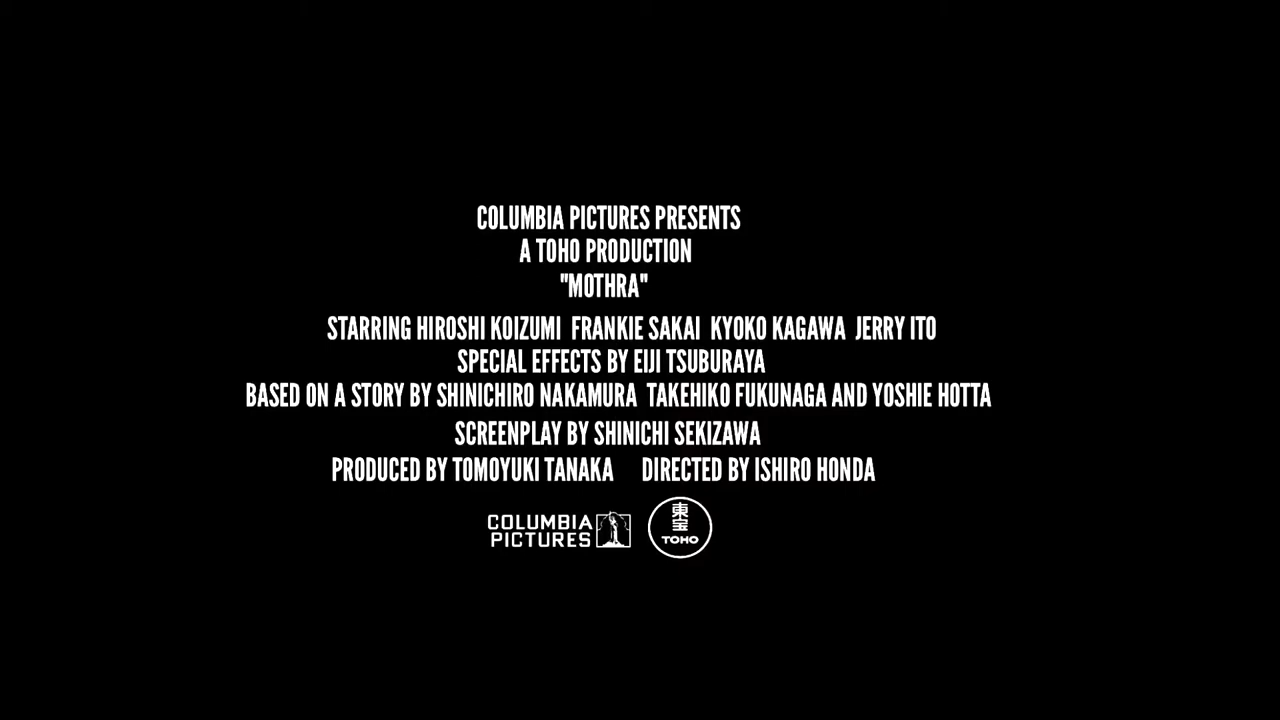 COLUMBIA PICTURES PRESENTS
A TOHO PRODUCTION
"MOTHRA"
STARRING HIROSHI KOIZUMI FRANKIE SAKAI KYOKO KAGAWA JERRY ITO
SPECIAL EFFECTS BY EIJI TSUBURAYA
BASED ON A STORY BY SHINICHIRO NAKAMURA TAKEHIKO FUKUNAGA AND YOSHIE HOTTA
SCREENPLAY BY SHINICHI SEKIZAWA
PRODUCED BY TOMOYUKI TANAKA DIRECTED BY ISHIRO HONDA
COLUMBIA
PICTURES
東宝
TOHO